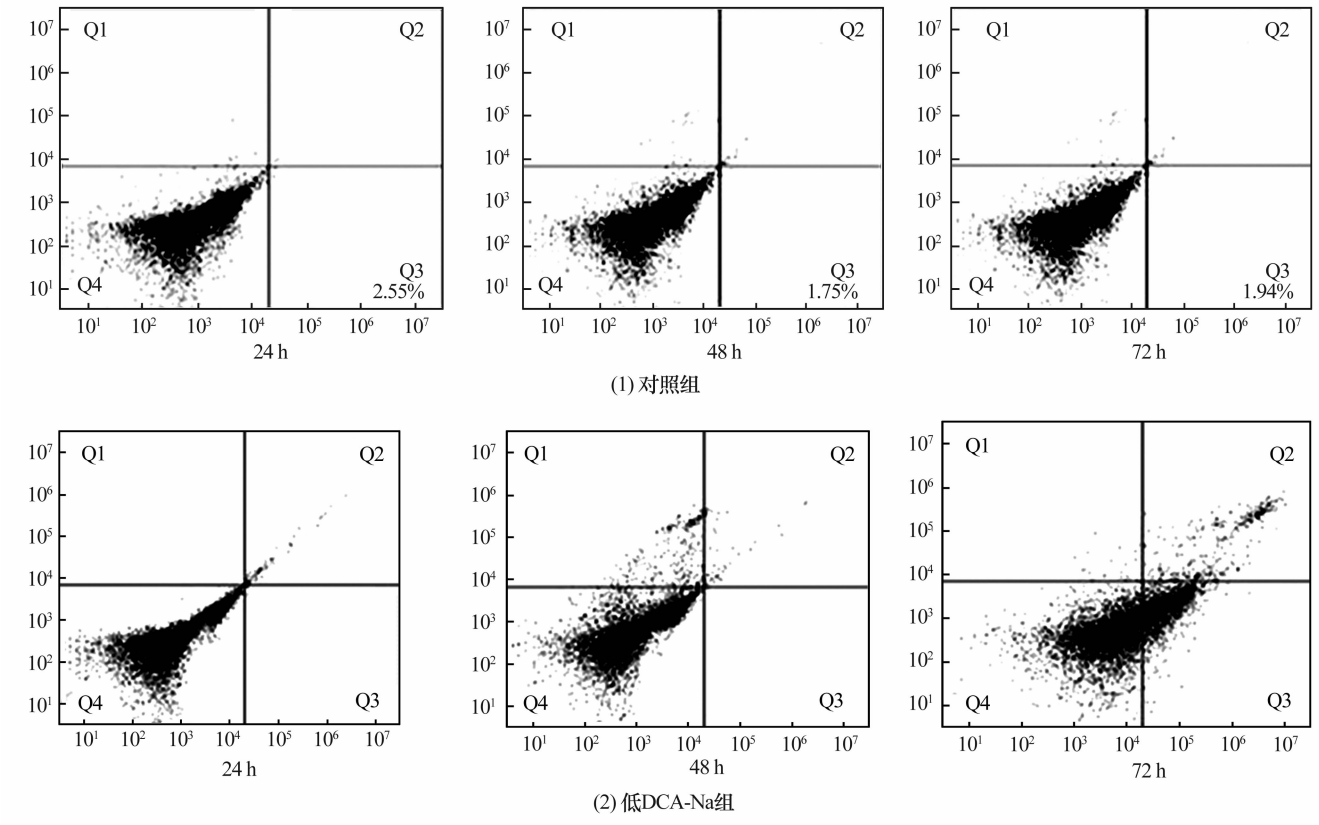 10⁷ Q1 Q2 10⁷ Q1 Q2 10⁷ Q1 Q2
10⁶ 10⁶ 10⁶
10⁵ 10⁵ 10⁵
10⁴ 10⁴ 10⁴
10³ 10³ 10³
10² 10² 10²
Q4 Q3 Q4 Q3 Q4 Q3
10¹ 2.55% 10¹ 1.75% 10¹ 1.94%
10¹ 10² 10³ 10⁴ 10⁵ 10⁶ 10⁷ 10¹ 10² 10³ 10⁴ 10⁵ 10⁶ 10⁷ 10¹ 10² 10³ 10⁴ 10⁵ 10⁶ 10⁷
24 h 48 h 72 h
(1) 对照组
10⁷ Q1 Q2 10⁷ Q1 Q2 10⁷ Q1 Q2
10⁶ 10⁶ 10⁶
10⁵ 10⁵ 10⁵
10⁴ 10⁴ 10⁴
10³ 10³ 10³
10² 10² 10²
10¹ Q4 Q3 10¹ Q4 Q3 10¹ Q4 Q3
10¹ 10² 10³ 10⁴ 10⁵ 10⁶ 10⁷ 10¹ 10² 10³ 10⁴ 10⁵ 10⁶ 10⁷ 10¹ 10² 10³ 10⁴ 10⁵ 10⁶ 10⁷
24 h 48 h 72 h
(2) 低DCA-Na组